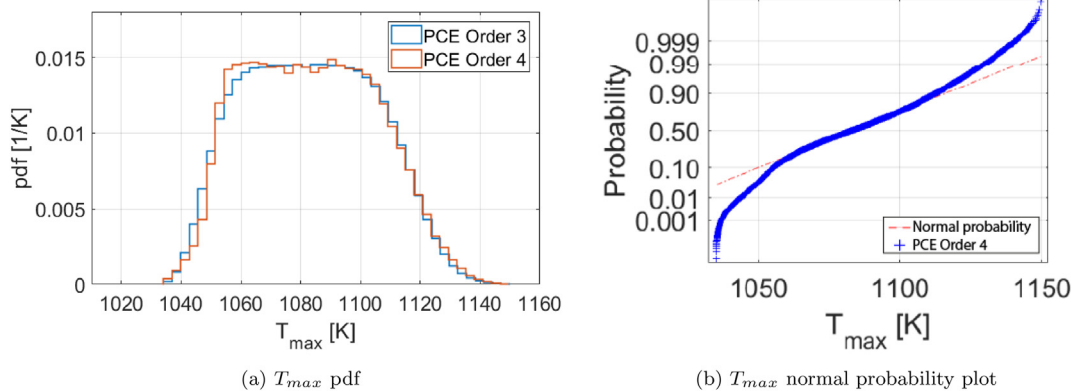 PCE Order 3
PCE Order 4
0.015
0.01
0.005
0
pdf [1/K]
1020 1040 1060 1080 1100 1120 1140 1160
T_max [K]
(a) T_max pdf
0.999
0.99
0.90
0.50
0.10
0.01
0.001
Probability
Normal probability
PCE Order 4
1050 1100 1150
T_max [K]
(b) T_max normal probability plot